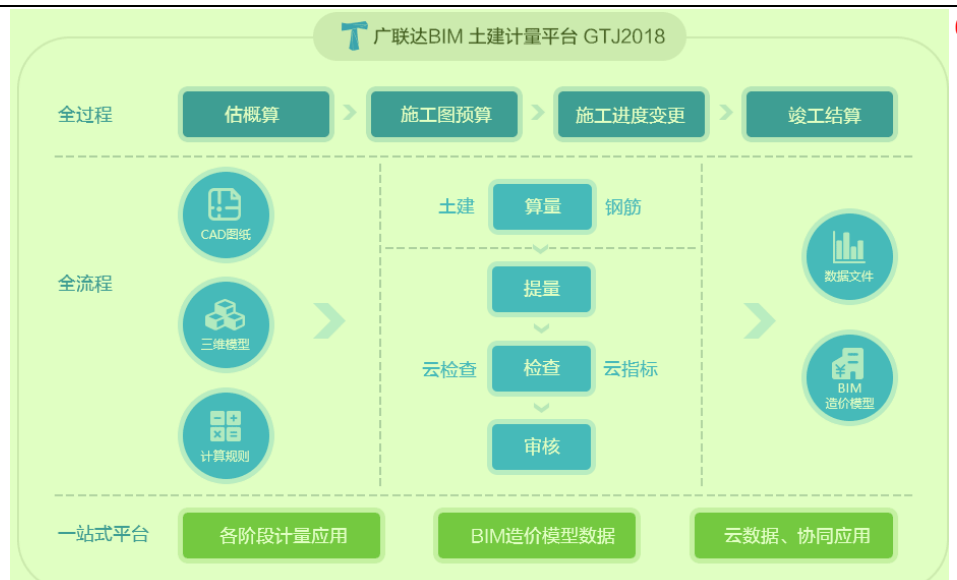 广联达BIM 土建计量平台 GTJ2018
全过程
估概算
施工图预算
施工进度变更
竣工结算
全流程
CAD图纸
三维模型
计算规则
土建
算量
钢筋
提量
云检查
检查
云指标
审核
数据文件
BIM
造价模型
一站式平台
各阶段计量应用
BIM造价模型数据
云数据、协同应用